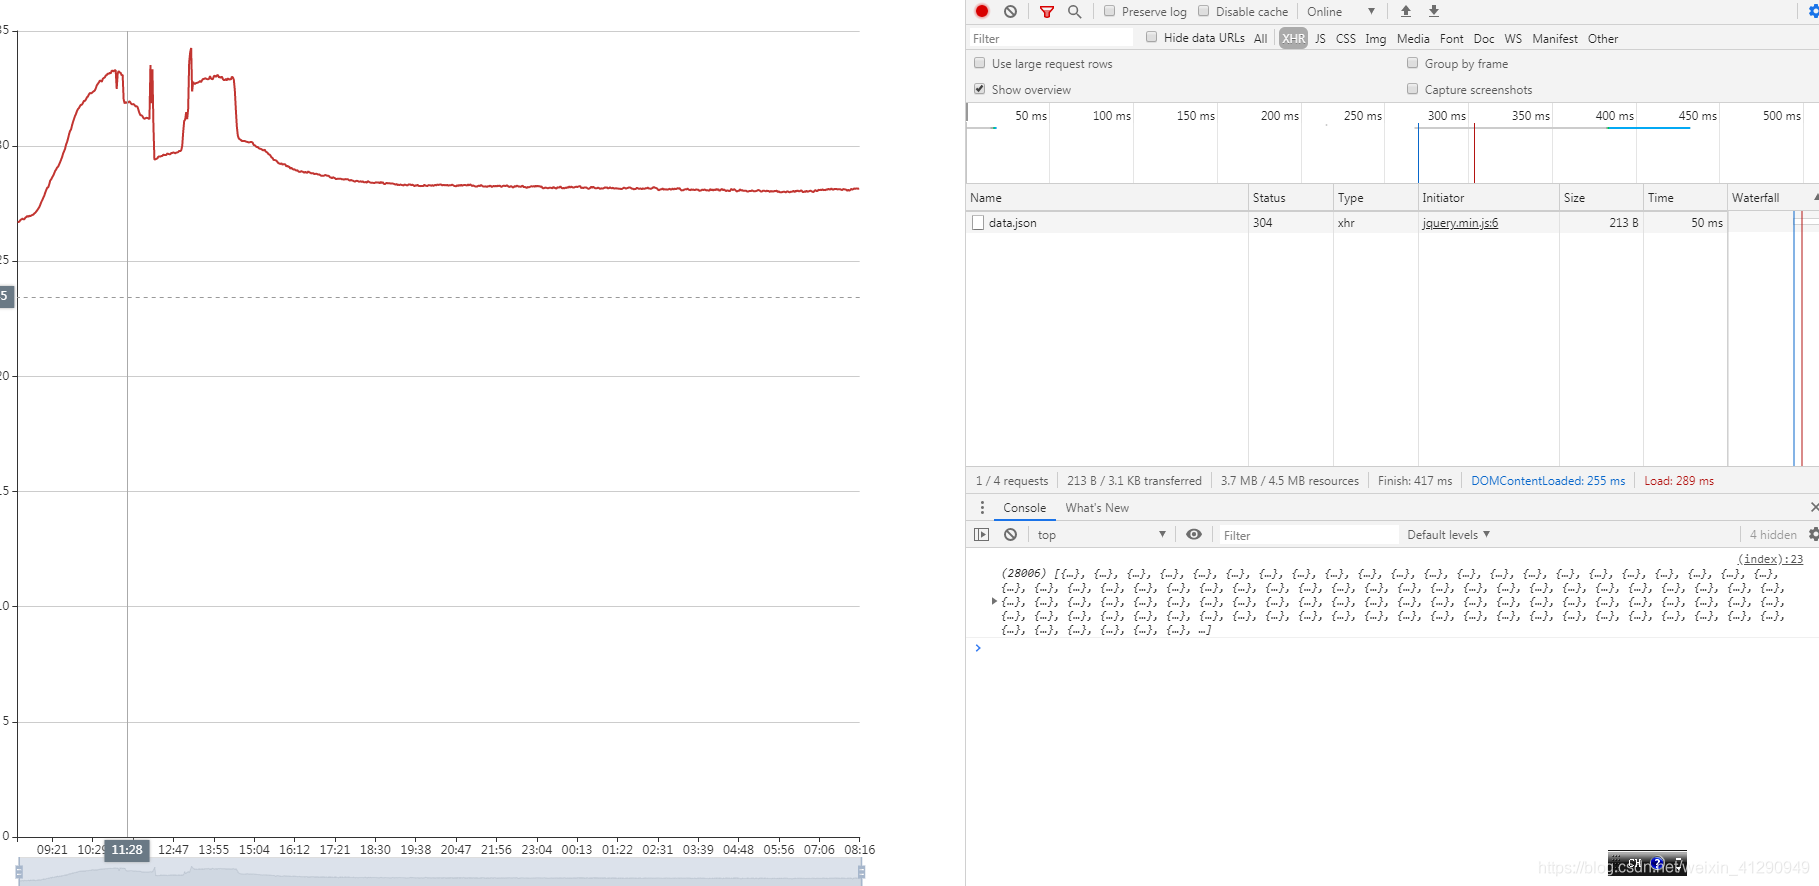 Preserve log Disable cache Online
Filter Hide data URLs All XHR JS CSS Img Media Font Doc WS Manifest Other
Use large request rows Group by frame
Show overview Capture screenshots
50 ms 100 ms 150 ms 200 ms 250 ms 300 ms 350 ms 400 ms 450 ms 500 ms
Name Status Type Initiator Size Time Waterfall
data.json 304 xhr jquery.min.js:6 213 B 50 ms
1 / 4 requests 213 B / 3.1 KB transferred 3.7 MB / 4.5 MB resources Finish: 417 ms DOMContentLoaded: 255 ms Load: 289 ms
Console What's New
top Filter Default levels 4 hidden
(index):23
(28006) [{…}, {…}, {…}, {…}, {…}, {…}, {…}, {…}, {…}, {…}, {…}, {…}, {…}, {…}, {…}, {…}, {…}, {…}, {…}, {…}, {…}, {…},
{…}, {…}, {…}, {…}, {…}, {…}, {…}, {…}, {…}, {…}, {…}, {…}, {…}, {…}, {…}, {…}, {…}, {…}, {…}, {…}, {…}, {…}, {…}, {…},
{…}, {…}, {…}, {…}, {…}, {…}, {…}, {…}, {…}, {…}, {…}, {…}, {…}, {…}, {…}, {…}, {…}, {…}, {…}, {…}, {…}, {…}, {…}, {…},
{…}, {…}, {…}, {…}, {…}, {…}, {…}, {…}, {…}, {…}, {…}, {…}, {…}, {…}, {…}, {…}, {…}, {…}, {…}, {…}, {…}, {…}, {…}, {…},
{…}, {…}, {…}, {…}, {…}, {…}, …]
35
30
25
5
20
15
10
5
0
09:21 10:29 11:28 12:47 13:55 15:04 16:12 17:21 18:30 19:38 20:47 21:56 23:04 00:13 01:22 02:31 03:39 04:48 05:56 07:06 08:16
CH
https://blog.csdn.net/weixin_41290949